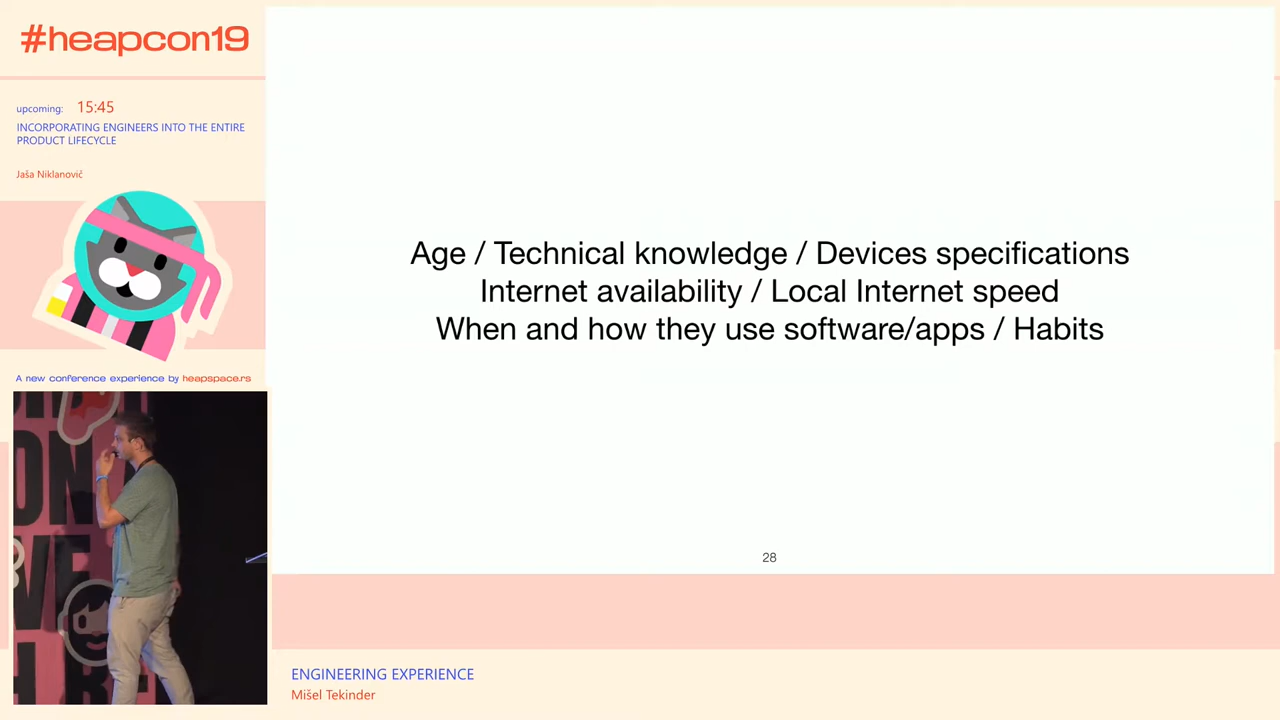 #heapcon19
upcoming: 15:45
INCORPORATING ENGINEERS INTO THE ENTIRE
PRODUCT LIFECYCLE
Jaša Niklanovič
A new conference experience by heapspace.rs
Age / Technical knowledge / Devices specifications
Internet availability / Local Internet speed
When and how they use software/apps / Habits
28
ENGINEERING EXPERIENCE
Mišel Tekinder